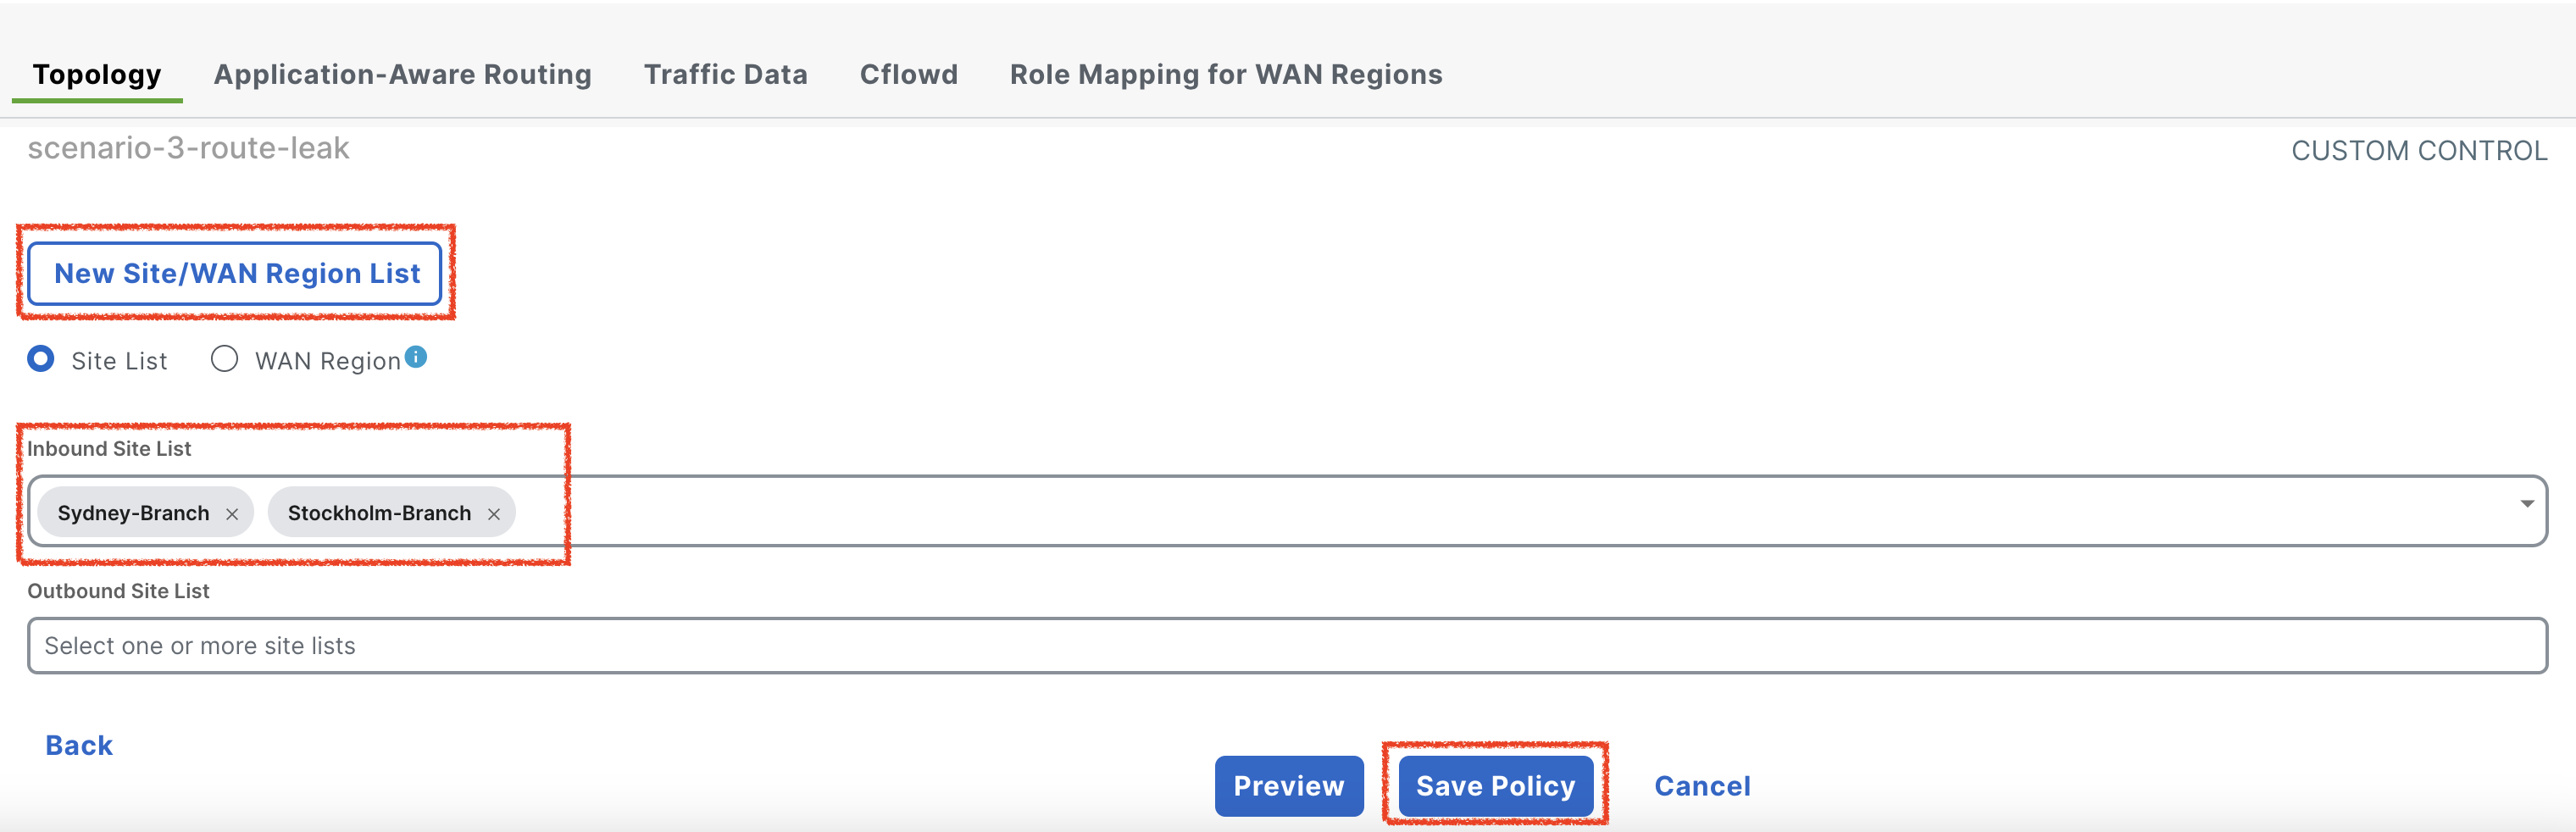 Topology Application-Aware Routing Traffic Data Cflowd Role Mapping for WAN Regions
scenario-3-route-leak CUSTOM CONTROL
New Site/WAN Region List
Site List WAN Region i
Inbound Site List
Sydney-Branch × Stockholm-Branch ×
Outbound Site List
Select one or more site lists
Back
Preview Save Policy Cancel